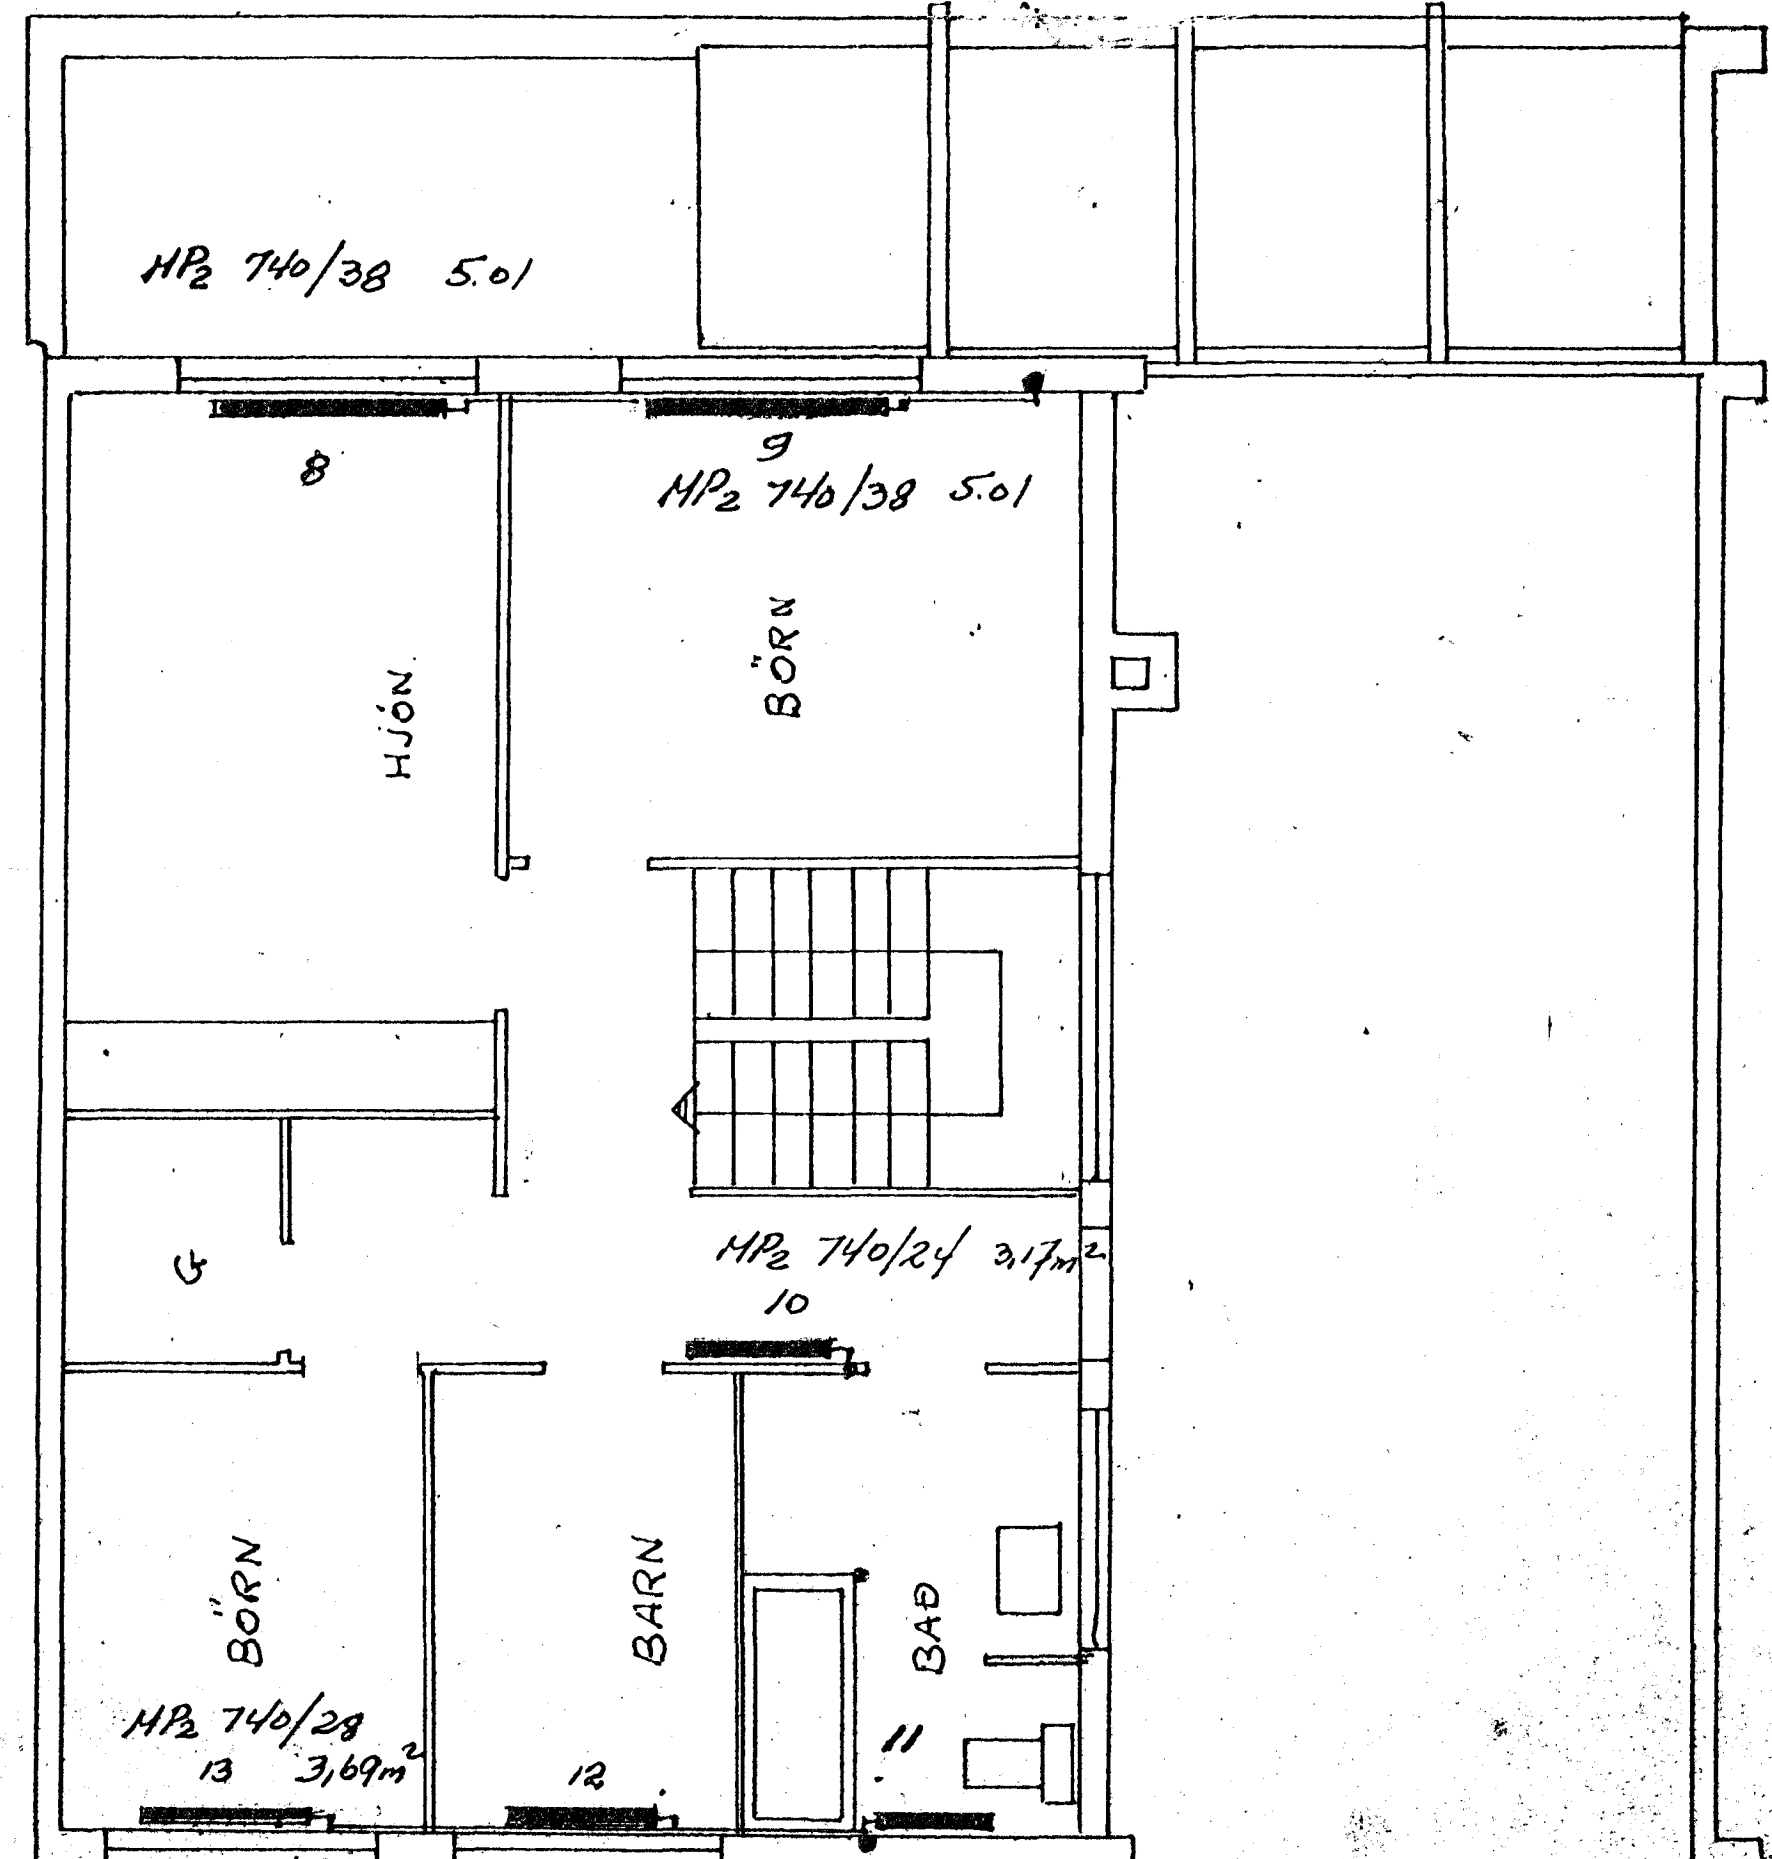 MP2 740/38 5.01
8
9
MP2 740/38 5.01
HJÓN
BÖRN
G
MP2 740/24 3,17m²
10
BÖRN
BARN
BAÐ
MP2 740/28
13 3,69m²
12
11